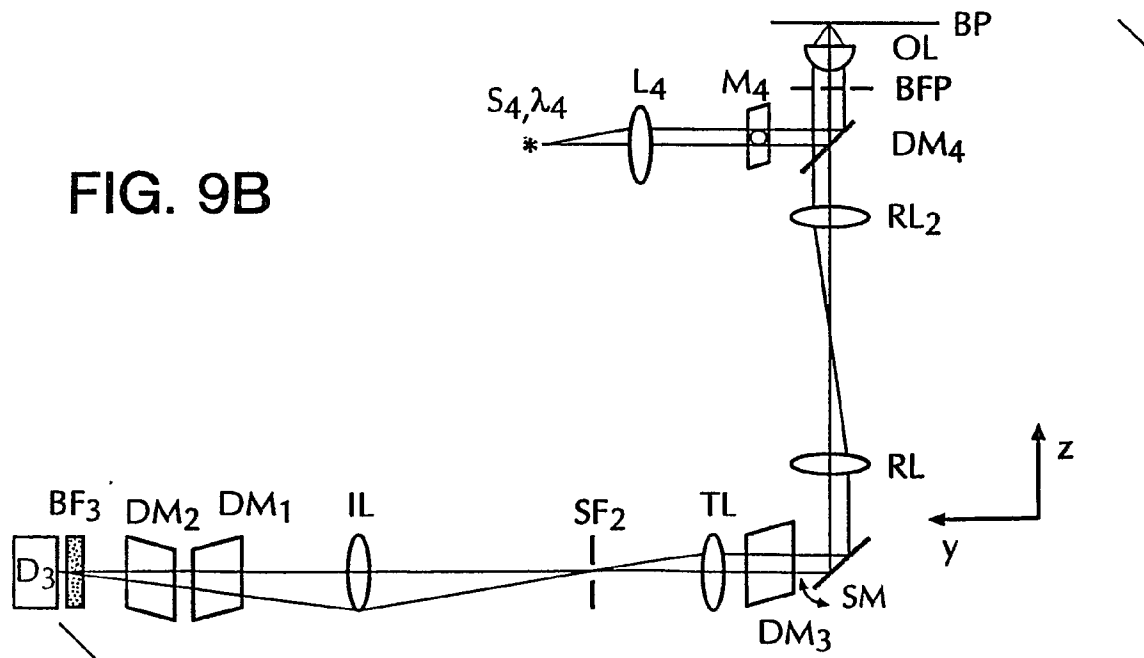 BP
OL
BFP
L4
M4
S4,λ4
*
DM4
FIG. 9B
RL2
RL
z
y
BF3
DM2
DM1
IL
SF2
TL
D3
SM
DM3